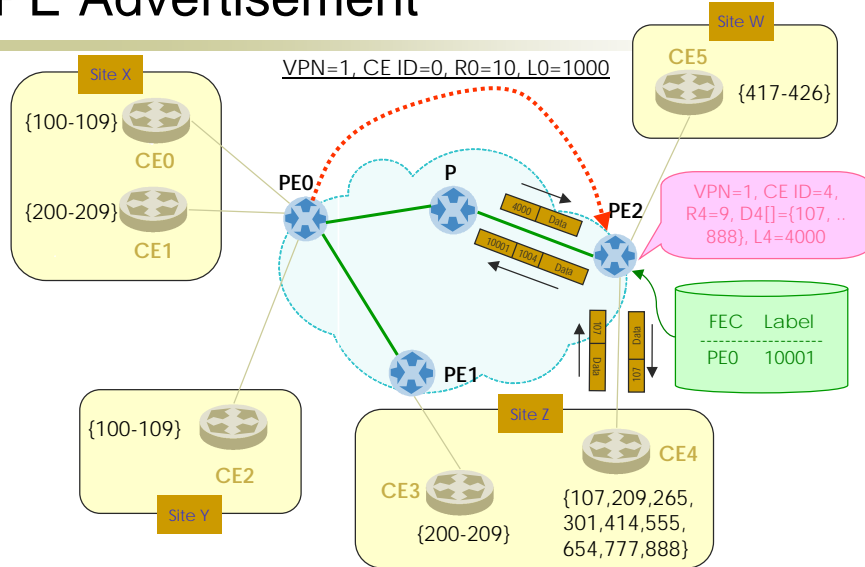 PE Advertisement
VPN=1, CE ID=0, R0=10, L0=1000
Site X
{100-109}
CE0
{200-209}
CE1
Site W
CE5
{417-426}
PE0
P
PE2
4000 Data
10001 1004 Data
VPN=1, CE ID=4,
R4=9, D4[]={107, ..
888}, L4=4000
FEC Label
PE0 10001
107 Data
Data 107
PE1
Site Y
{100-109}
CE2
Site Z
CE3
{200-209}
CE4
{107,209,265,
301,414,555,
654,777,888}